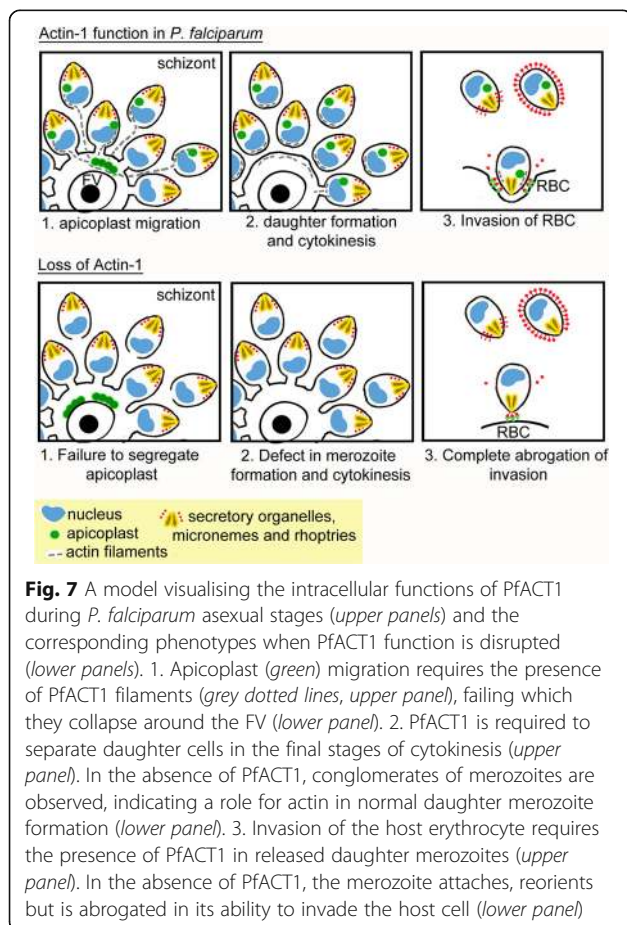 Actin-1 function in P. falciparum
schizont
FV
RBC
1. apicoplast migration
2. daughter formation
and cytokinesis
3. Invasion of RBC
Loss of Actin-1
schizont
RBC
1. Failure to segregate
apicoplast
2. Defect in merozoite
formation and cytokinesis
3. Complete abrogation of
invasion
nucleus
apicoplast
actin filaments
secretory organelles,
micronemes and rhoptries
Fig. 7 A model visualising the intracellular functions of PfACT1
during P. falciparum asexual stages (upper panels) and the
corresponding phenotypes when PfACT1 function is disrupted
(lower panels). 1. Apicoplast (green) migration requires the presence
of PfACT1 filaments (grey dotted lines, upper panel), failing which
they collapse around the FV (lower panel). 2. PfACT1 is required to
separate daughter cells in the final stages of cytokinesis (upper
panel). In the absence of PfACT1, conglomerates of merozoites are
observed, indicating a role for actin in normal daughter merozoite
formation (lower panel). 3. Invasion of the host erythrocyte requires
the presence of PfACT1 in released daughter merozoites (upper
panel). In the absence of PfACT1, the merozoite attaches, reorients
but is abrogated in its ability to invade the host cell (lower panel)